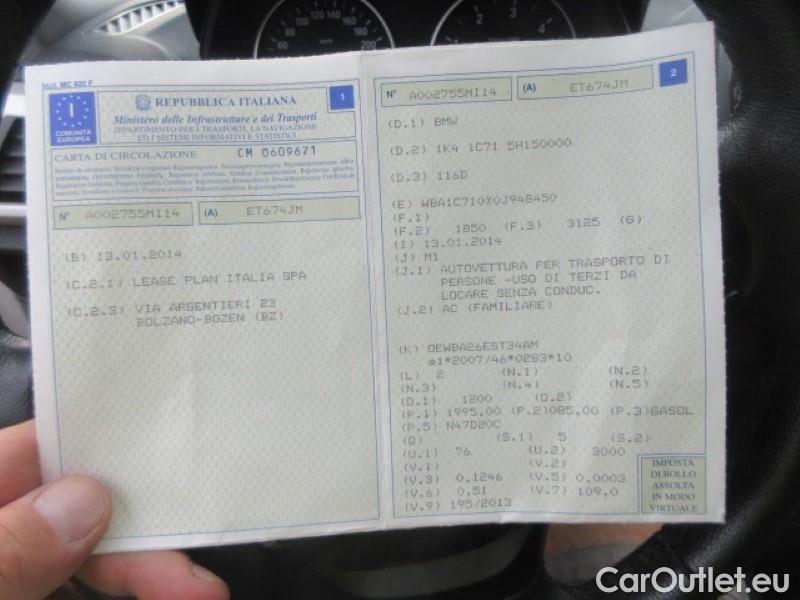 Mod. MC 820 F
1
COMUNITA EUROPEA
REPUBBLICA ITALIANA
Ministero delle Infrastrutture e dei Trasporti
DIPARTIMENTO PER I TRASPORTI, LA NAVIGAZIONE
ED I SISTEMI INFORMATIVI E STATISTICI
CARTA DI CIRCOLAZIONE CM 0609671
N° A002755MI14 (A) ET674JM
(B) 13.01.2014
(C.2.1) LEASE PLAN ITALIA SPA
(C.2.3) VIA ARGENTIERI 23
BOLZANO-BOZEN (BZ)
N° A002755MI14 (A) ET674JM
2
(D.1) BMW
(D.2) 1K4 1C71 5H150000
(D.3) 116D
(E) WBA1C710X0J948450
(F.1)
(F.2) 1850 (F.3) 3125 (G)
(I) 13.01.2014
(J) M1
(J.1) AUTOVETTURA PER TRASPORTO DI
PERSONE -USO DI TERZI DA
LOCARE SENZA CONDUC.
(J.2) AC (FAMILIARE)
(K) OEWBA26EST34AM
e1*2007/46*0283*10
(L) 2 (N.1) (N.2)
(N.3) (N.4) (N.5)
(O.1) 1200 (O.2)
(P.1) 1995,00 (P.2)085,00 (P.3)GASOL
(P.5) N47D20C
(Q) (S.1) 5 (S.2)
(U.1) 76 (U.2) 3000
(V.1) (V.2)
(V.3) 0,1246 (V.5) 0,0003
(V.6) 0.51 (V.7) 109,0
(V.9) 195/2013
IMPOSTA
DI BOLLO
ASSOLTA
IN MODO
VIRTUALE
CarOutlet.eu